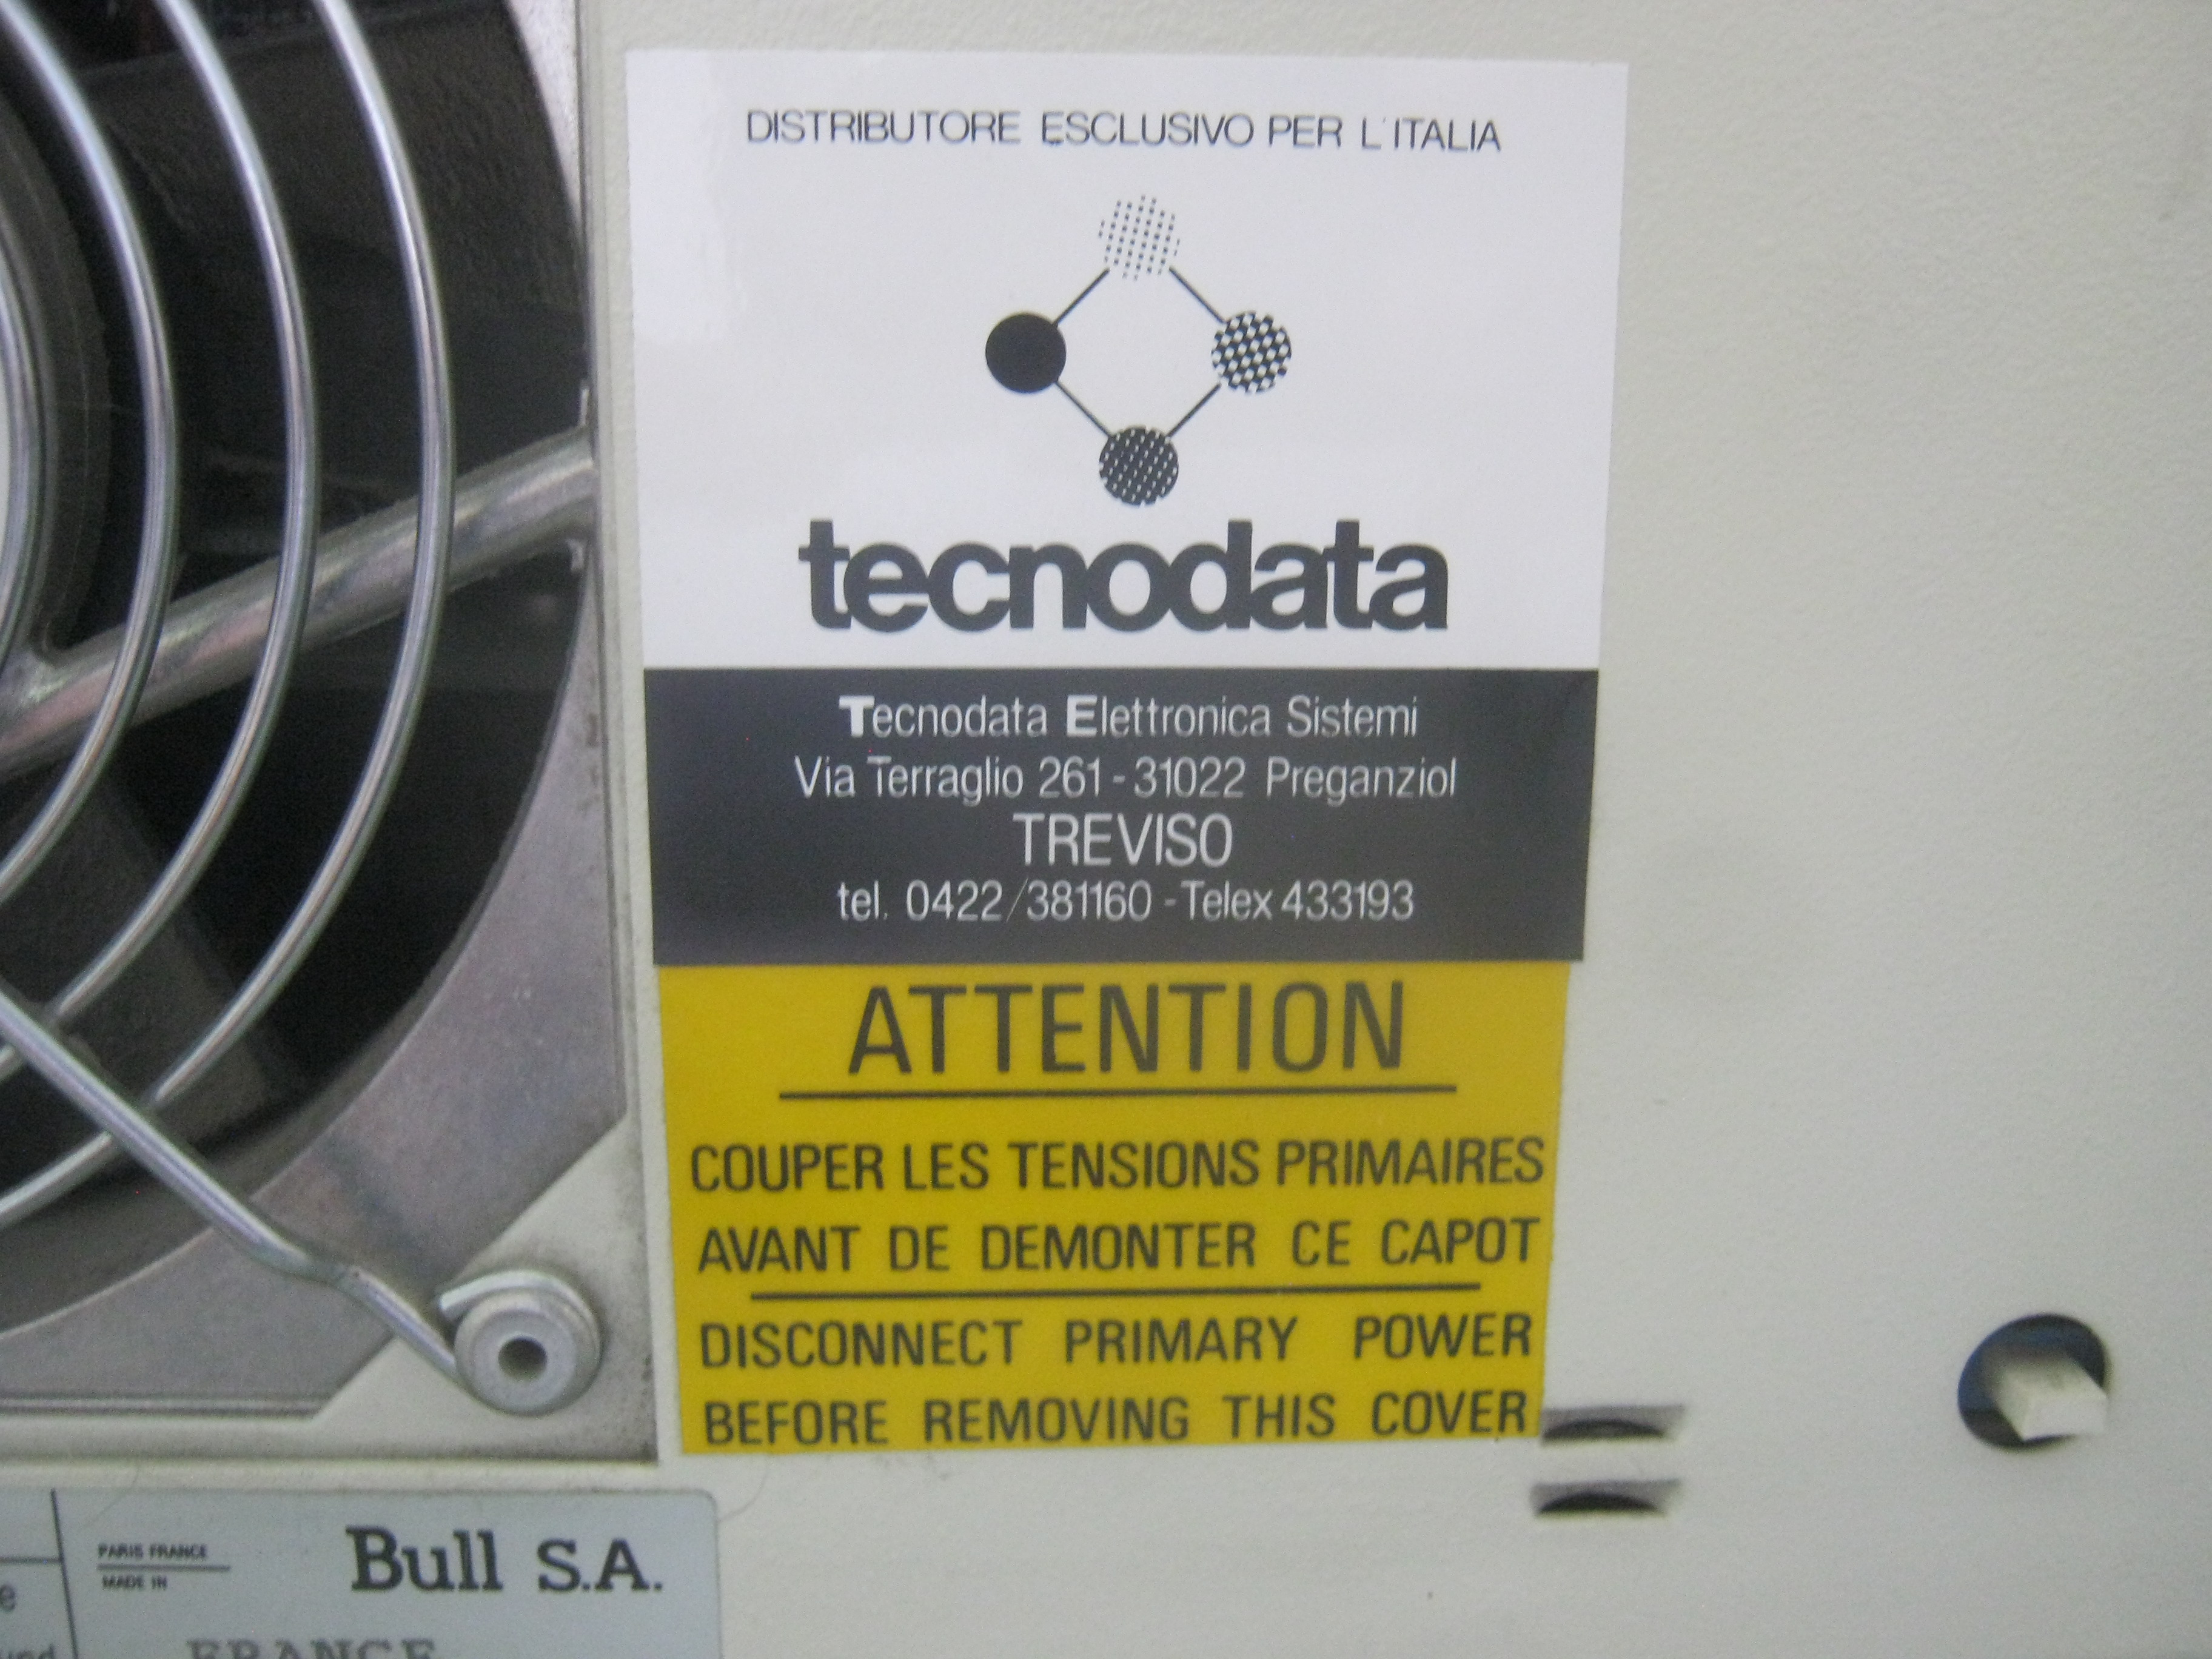 DISTRIBUTORE ESCLUSIVO PER L'ITALIA
tecnodata
Tecnodata Elettronica Sistemi
Via Terraglio 261 - 31022 Preganziol
TREVISO
tel. 0422/381160 - Telex 433193
ATTENTION
COUPER LES TENSIONS PRIMAIRES
AVANT DE DEMONTER CE CAPOT
DISCONNECT PRIMARY POWER
BEFORE REMOVING THIS COVER
PARIS FRANCE
MADE IN
Bull S.A.
FRANCE